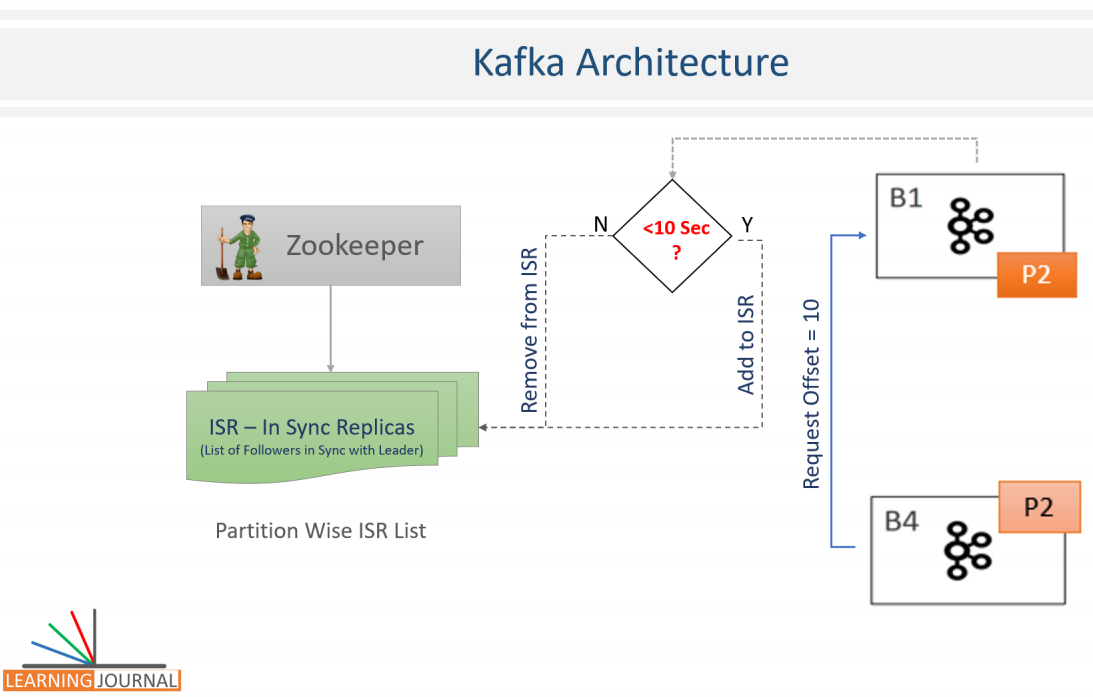 Kafka Architecture
Zookeeper
ISR – In Sync Replicas
(List of Followers in Sync with Leader)
Partition Wise ISR List
N
<10 Sec
?
Y
Remove from ISR
Add to ISR
Request Offset = 10
B1
P2
B4
P2
LEARNING JOURNAL